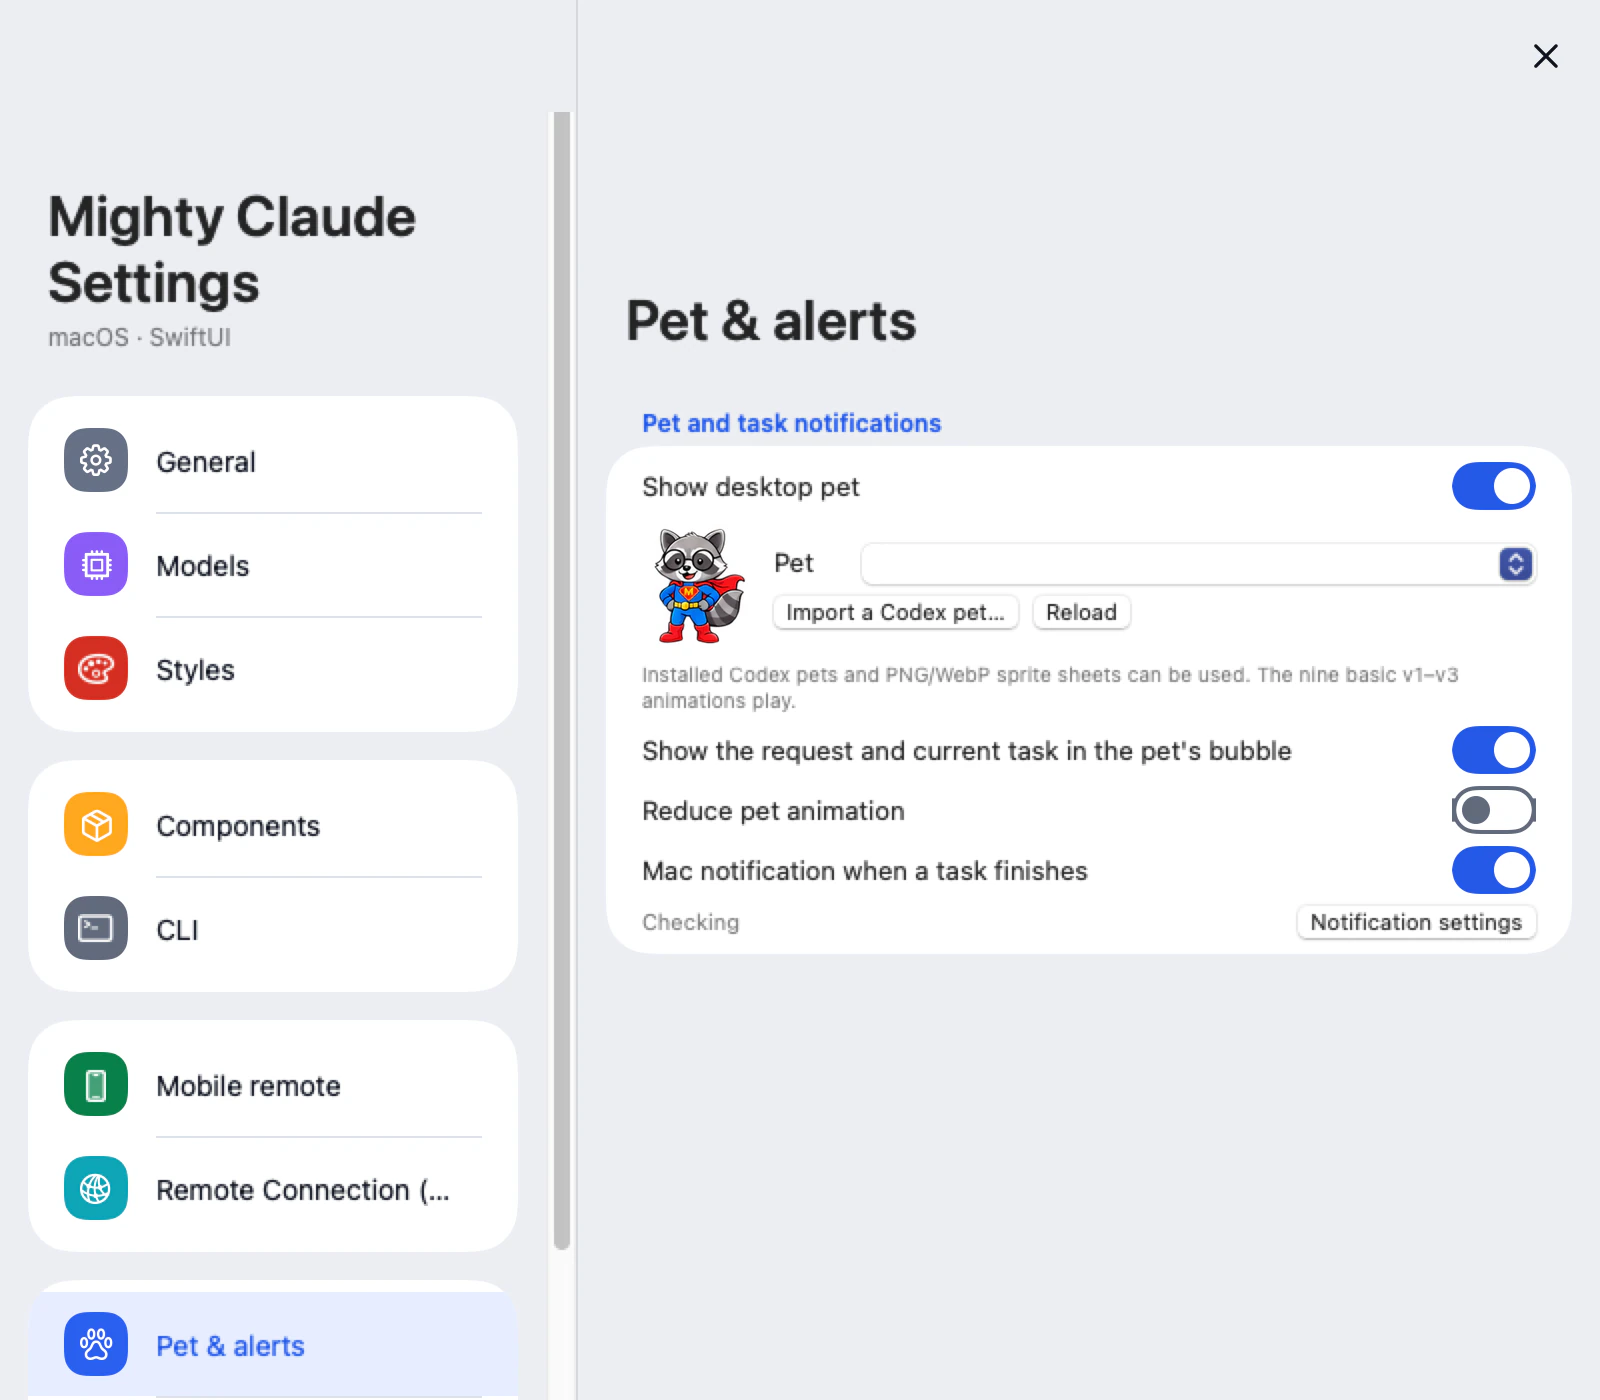 Mighty Claude
Settings
macOS · SwiftUI
General
Models
Styles
Components
CLI
Mobile remote
Remote Connection (...
Pet & alerts
Pet & alerts
Pet and task notifications
Show desktop pet
M
Pet
Import a Codex pet...
Reload
Installed Codex pets and PNG/WebP sprite sheets can be used. The nine basic v1–v3
animations play.
Show the request and current task in the pet's bubble
Reduce pet animation
Mac notification when a task finishes
Checking
Notification settings